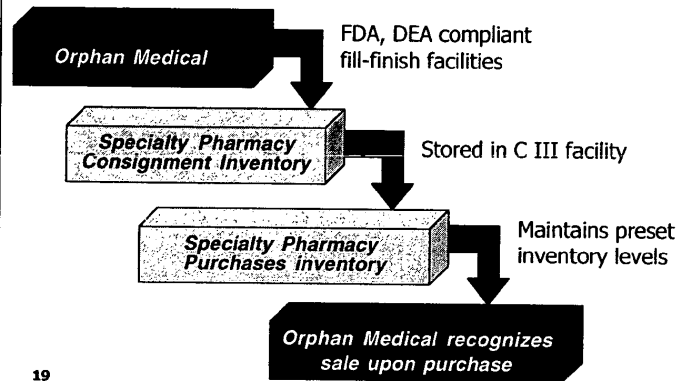 Orphan Medical
FDA, DEA compliant
fill-finish facilities
Specialty Pharmacy
Consignment Inventory
Stored in C III facility
Specialty Pharmacy
Purchases inventory
Maintains preset
inventory levels
Orphan Medical recognizes
sale upon purchase
19